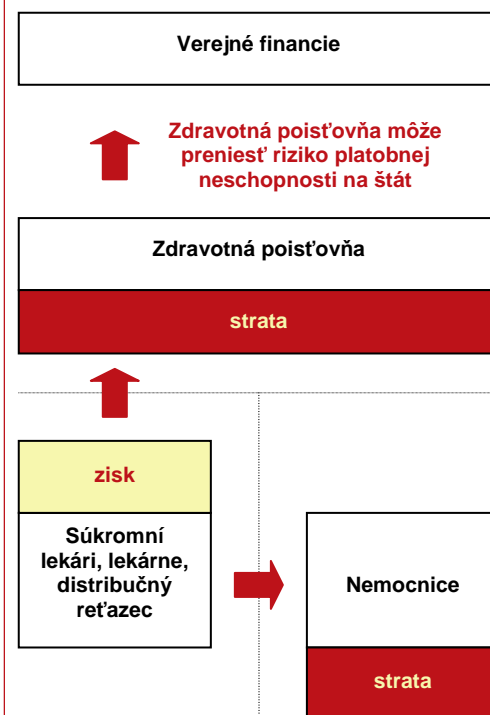 Verejné financie
Zdravotná poisťovňa môže
preniesť riziko platobnej
neschopnosti na štát
Zdravotná poisťovňa
strata
zisk
Súkromní
lekári, lekárne,
distribučný
reťazec
Nemocnice
strata